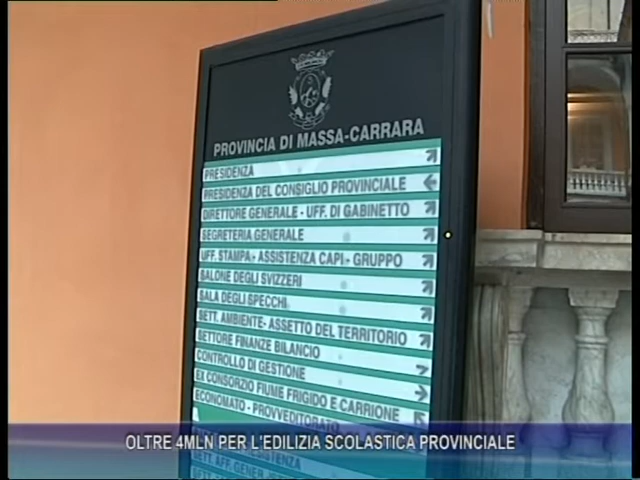 PROVINCIA DI MASSA-CARRARA
PRESIDENZA
PRESIDENZA DEL CONSIGLIO PROVINCIALE
DIRETTORE GENERALE - UFF. DI GABINETTO
SEGRETERIA GENERALE
UFF. STAMPA - ASSISTENZA CAPI - GRUPPO
SALONE DEGLI SVIZZERI
SALA DEGLI SPECCHI
SETT. AMBIENTE - ASSETTO DEL TERRITORIO
SETTORE FINANZE BILANCIO
CONTROLLO DI GESTIONE
EX CONSORZIO FIUME FRIGIDO E CARRIONE
ECONOMATO - PROVVEDITORATO
OLTRE 4MLN PER L'EDILIZIA SCOLASTICA PROVINCIALE